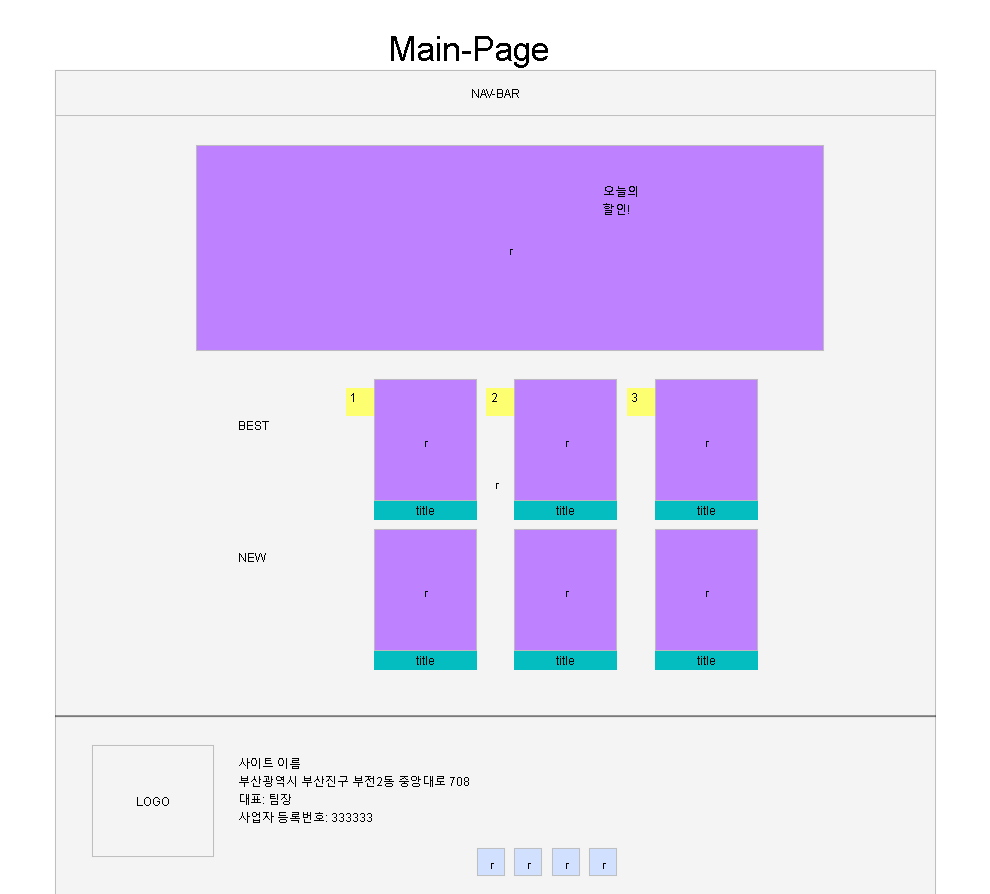 Main-Page
NAV-BAR
오늘의
할인!
r
1
2
3
BEST
r
r
r
r
title
title
title
NEW
r
r
r
title
title
title
LOGO
사이트 이름
부산광역시 부산진구 부전2동 중앙대로 708
대표: 팀장
사업자 등록번호: 333333
r
r
r
r